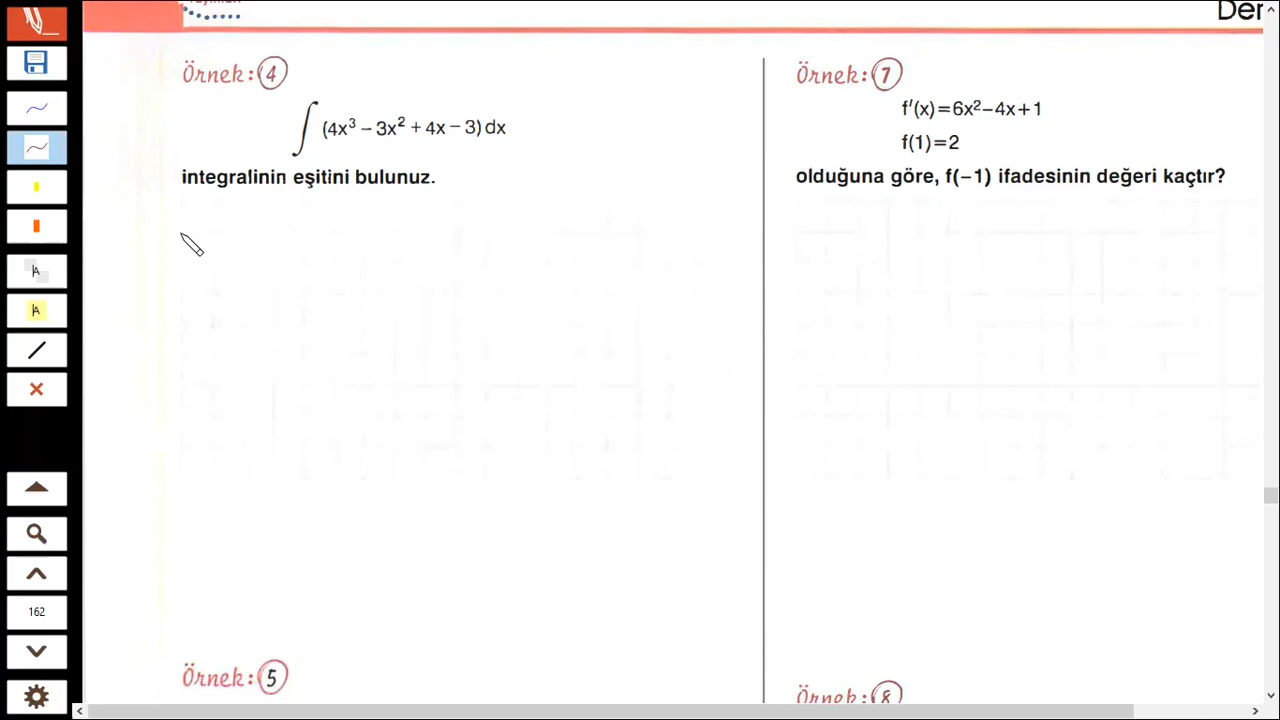 Der
Örnek: 4
∫ (4x³ – 3x² + 4x – 3) dx
integralinin eşitini bulunuz.
Örnek: 5
Örnek: 7
f'(x)=6x²–4x+1
f(1)=2
olduğuna göre, f(–1) ifadesinin değeri kaçtır?
Örnek: 8
A
A
162